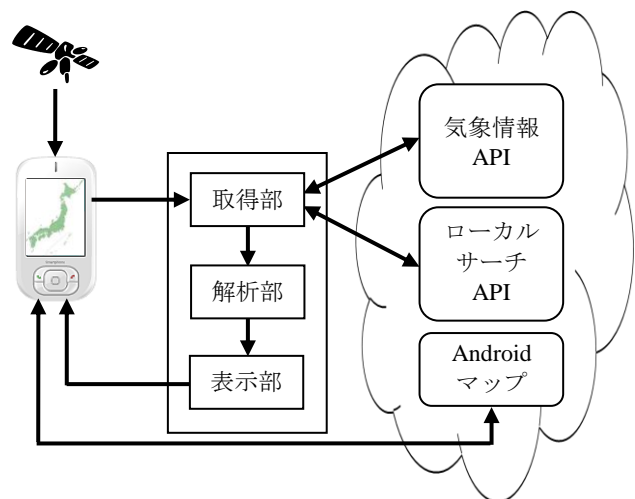 気象情報
API
取得部
ローカル
サーチ
API
解析部
Android
マップ
表示部